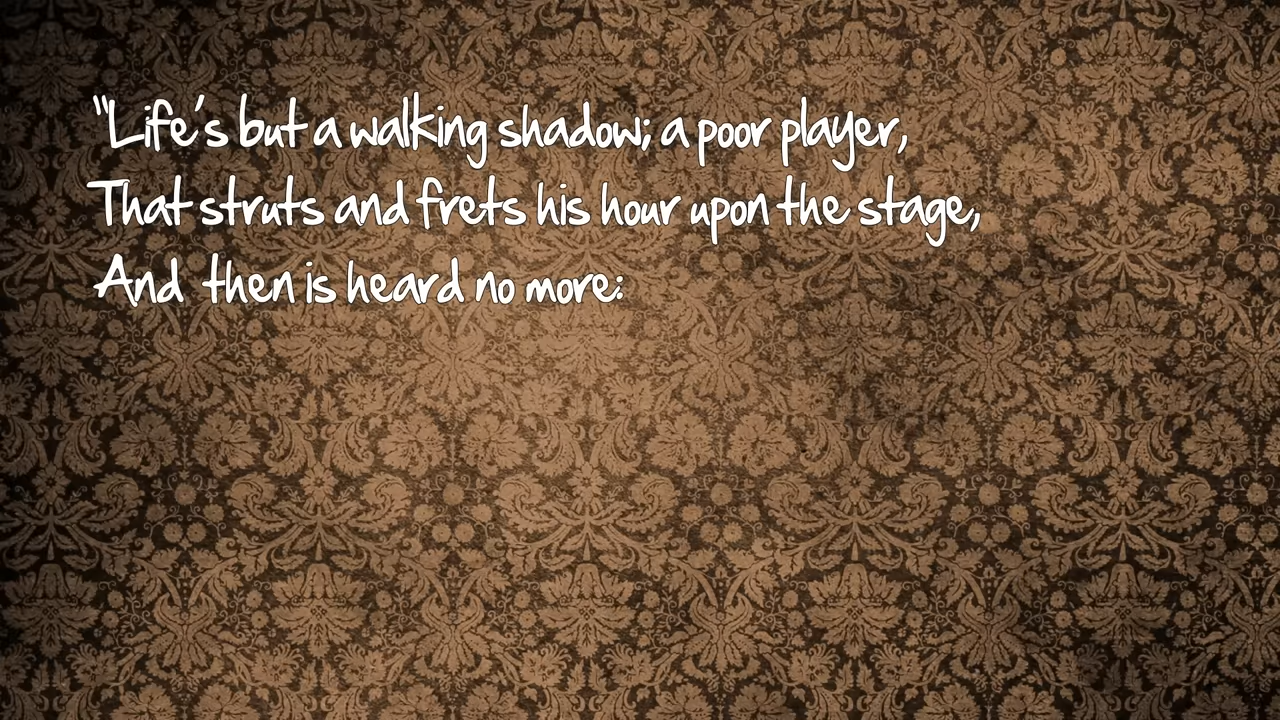 "Life's but a walking shadow; a poor player,
That struts and frets his hour upon the stage,
And then is heard no more: